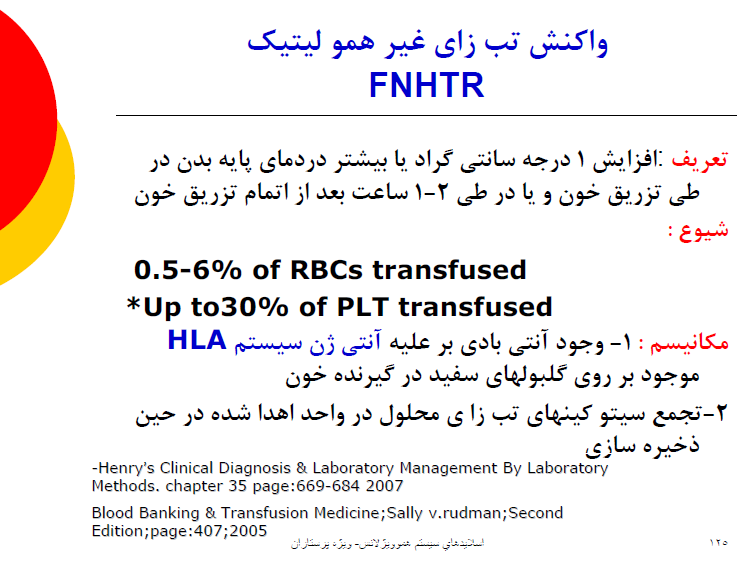 واکنش تب زای غیر همو لیتیک
FNHTR
تعریف :افزایش ۱ درجه سانتی گراد یا بیشتر دردمای پایه بدن در
طی تزریق خون و یا در طی ۲-۱ ساعت بعد از اتمام تزریق خون
شیوع :
0.5-6% of RBCs transfused
*Up to30% of PLT transfused
مکانیسم : ۱- وجود آنتی بادی بر علیه آنتی ژن سیستم HLA
موجود بر روی گلبولهای سفید در گیرنده خون
۲-تجمع سیتو کینهای تب زا ی محلول در واحد اهدا شده در حین
ذخیره سازی
-Henry's Clinical Diagnosis & Laboratory Management By Laboratory
Methods. chapter 35 page:669-684 2007
Blood Banking & Transfusion Medicine;Sally v.rudman;Second
Edition;page:407;2005
اسلایدهای سیستم هموویژلانس- ویژه پرستاران
۱۲۵